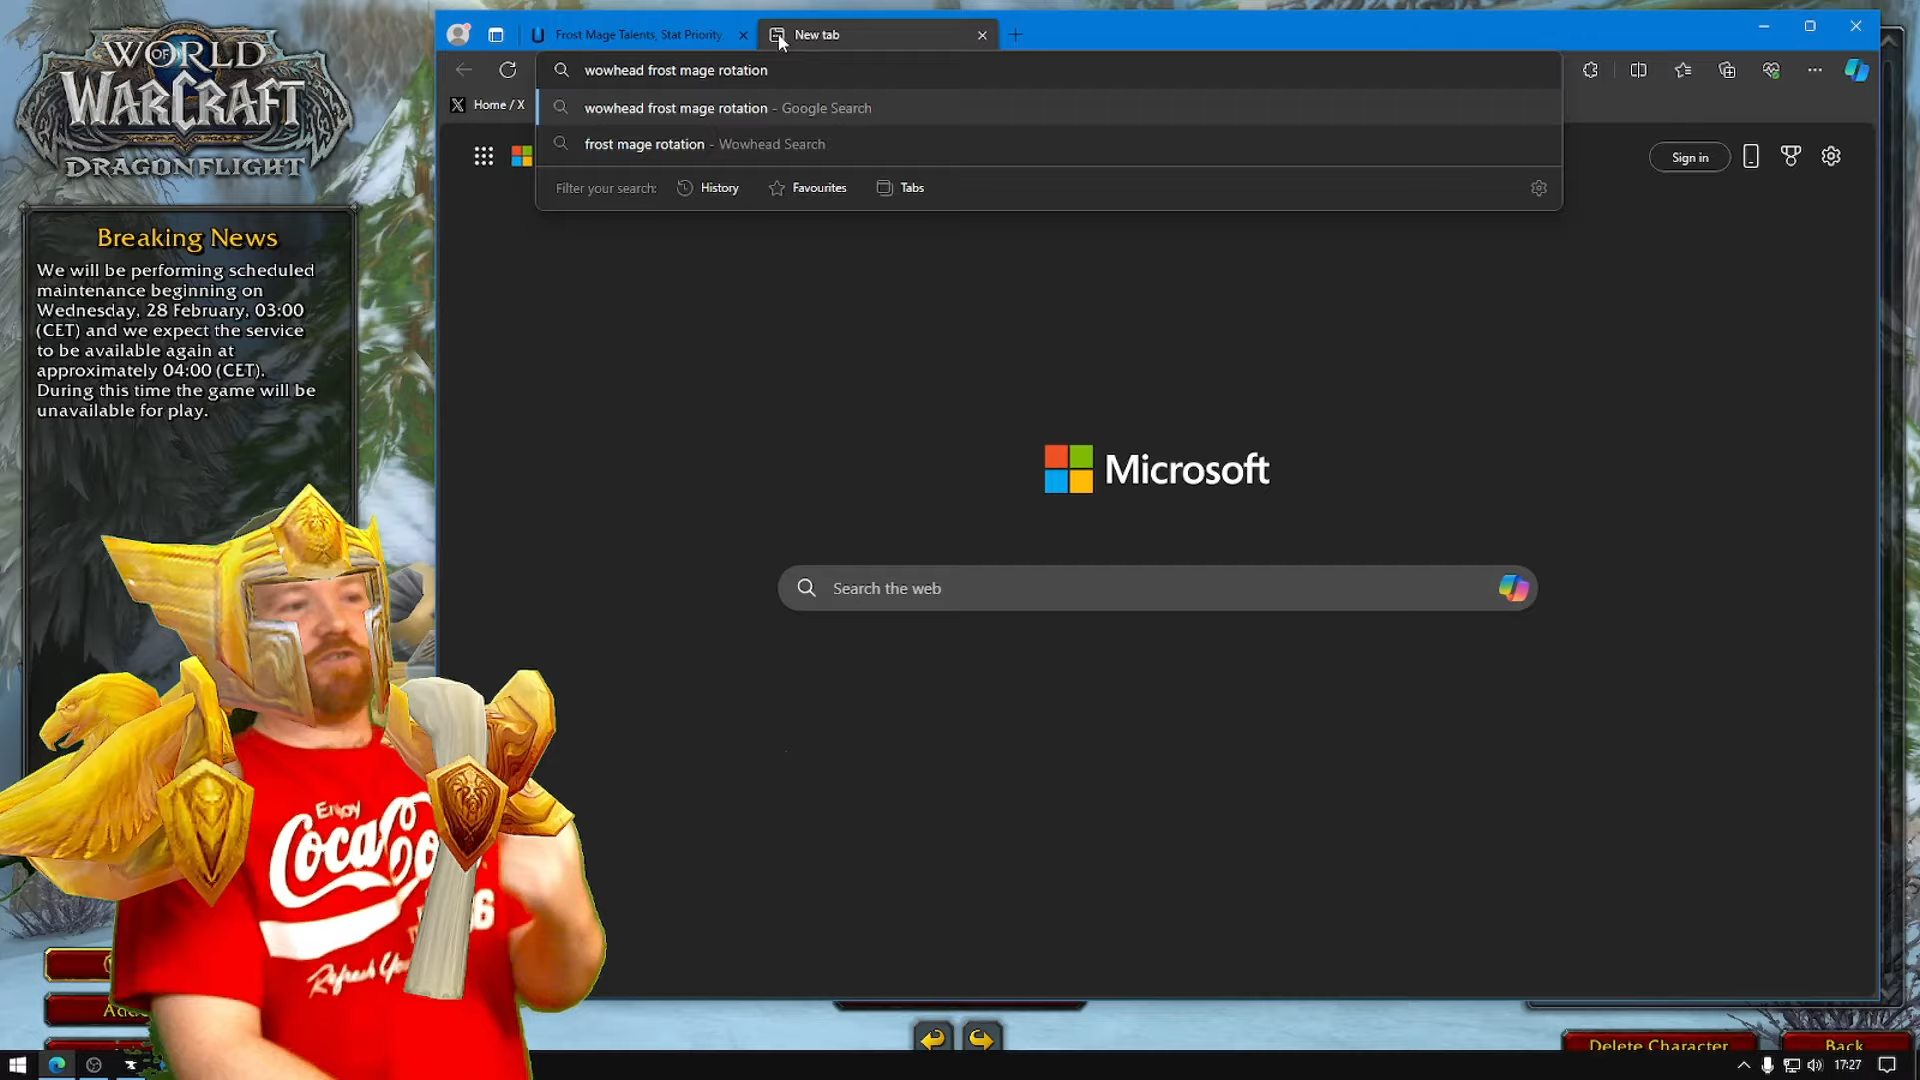 WORLD
OF
WARCRAFT
DRAGONFLIGHT
Breaking News
We will be performing scheduled
maintenance beginning on
Wednesday, 28 February, 03:00
(CET) and we expect the service
to be available again at
approximately 04:00 (CET).
During this time the game will be
unavailable for play.
Frost Mage Talents, Stat Priority
New tab
wowhead frost mage rotation
Home / X
wowhead frost mage rotation - Google Search
frost mage rotation - Wowhead Search
Filter your search:
History
Favourites
Tabs
Sign in
Microsoft
Search the web
Enjoy
Coca
Refresh
Delete Character
Back
17:27